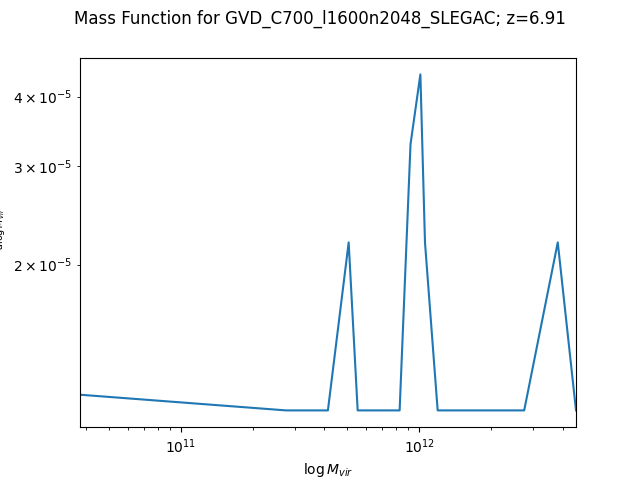 Mass Function for GVD_C700_l1600n2048_SLEGAC; z=6.91
4 × 10⁻⁵
3 × 10⁻⁵
2 × 10⁻⁵
10¹¹
10¹²
log M_vir